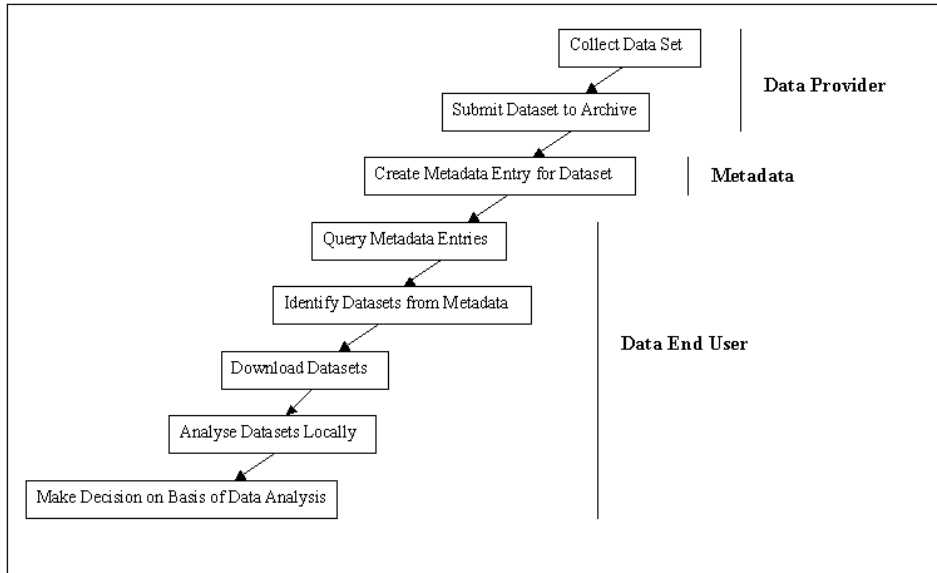 Collect Data Set
Data Provider
Submit Dataset to Archive
Create Metadata Entry for Dataset
Metadata
Query Metadata Entries
Identify Datasets from Metadata
Data End User
Download Datasets
Analyse Datasets Locally
Make Decision on Basis of Data Analysis